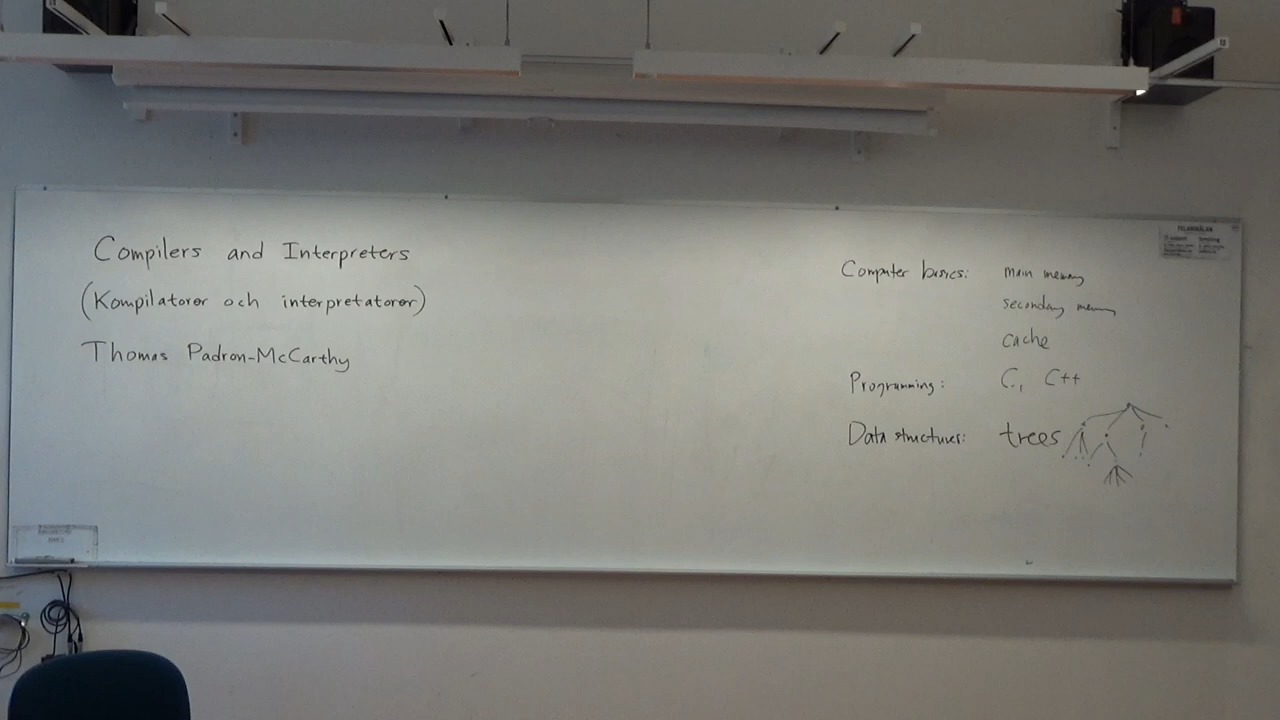 Compilers and Interpreters
(Kompilatorer och interpretatorer)
Thomas Padron-McCarthy
Computer basics: main memory
secondary memory
cache
Programming: C, C++
Data structures: trees
FELANMÄLAN